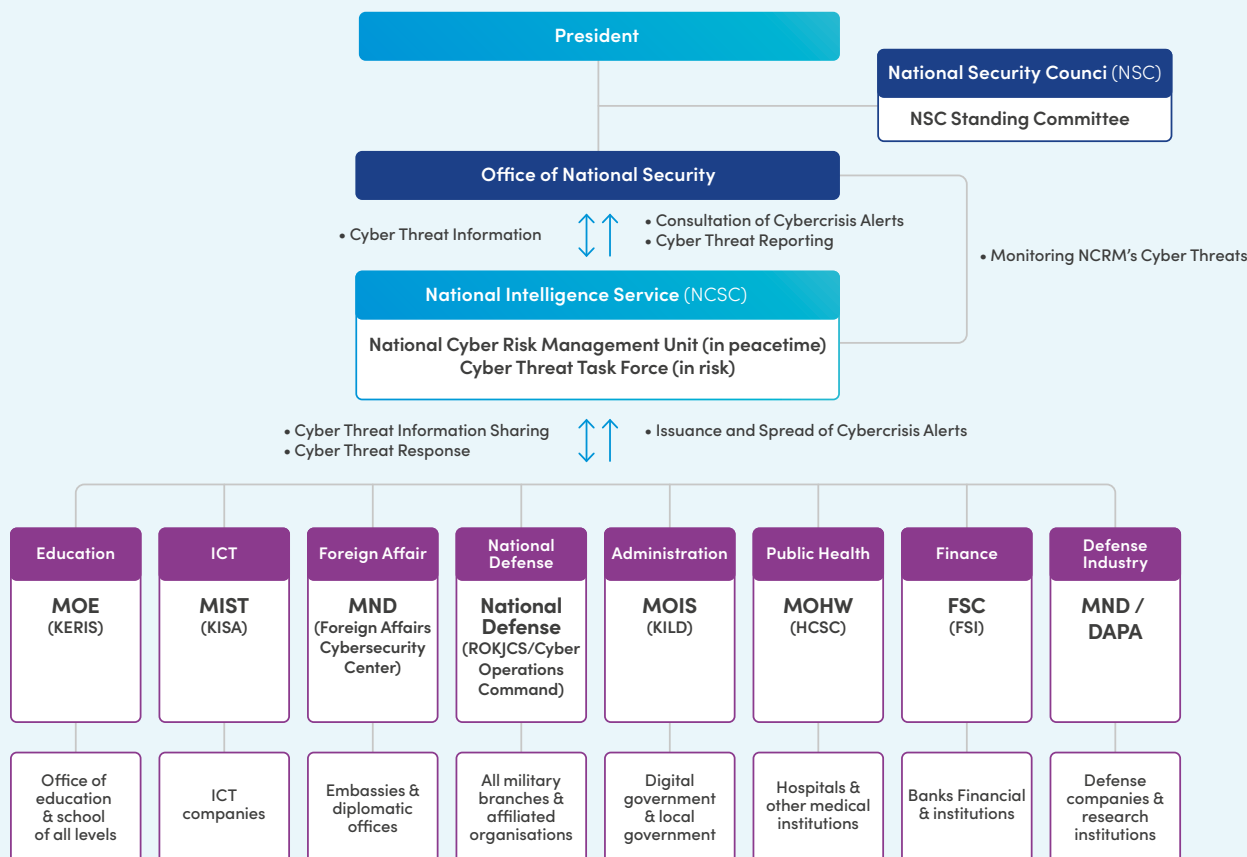 President
National Security Counci (NSC)
NSC Standing Committee
Office of National Security
• Cyber Threat Information
• Consultation of Cybercrisis Alerts
• Cyber Threat Reporting
• Monitoring NCRM's Cyber Threats
National Intelligence Service (NCSC)
National Cyber Risk Management Unit (in peacetime)
Cyber Threat Task Force (in risk)
• Cyber Threat Information Sharing
• Cyber Threat Response
• Issuance and Spread of Cybercrisis Alerts
Education
MOE
(KERIS)
Office of
education
& school
of all levels
ICT
MIST
(KISA)
ICT
companies
Foreign Affair
MND
(Foreign Affairs
Cybersecurity
Center)
Embassies &
diplomatic
offices
National
Defense
National
Defense
(ROKJCS/Cyber
Operations
Command)
All military
branches &
affiliated
organisations
Administration
MOIS
(KILD)
Digital
government
& local
government
Public Health
MOHW
(HCSC)
Hospitals &
other medical
institutions
Finance
FSC
(FSI)
Banks Financial
& institutions
Defense
Industry
MND /
DAPA
Defense
companies &
research
institutions